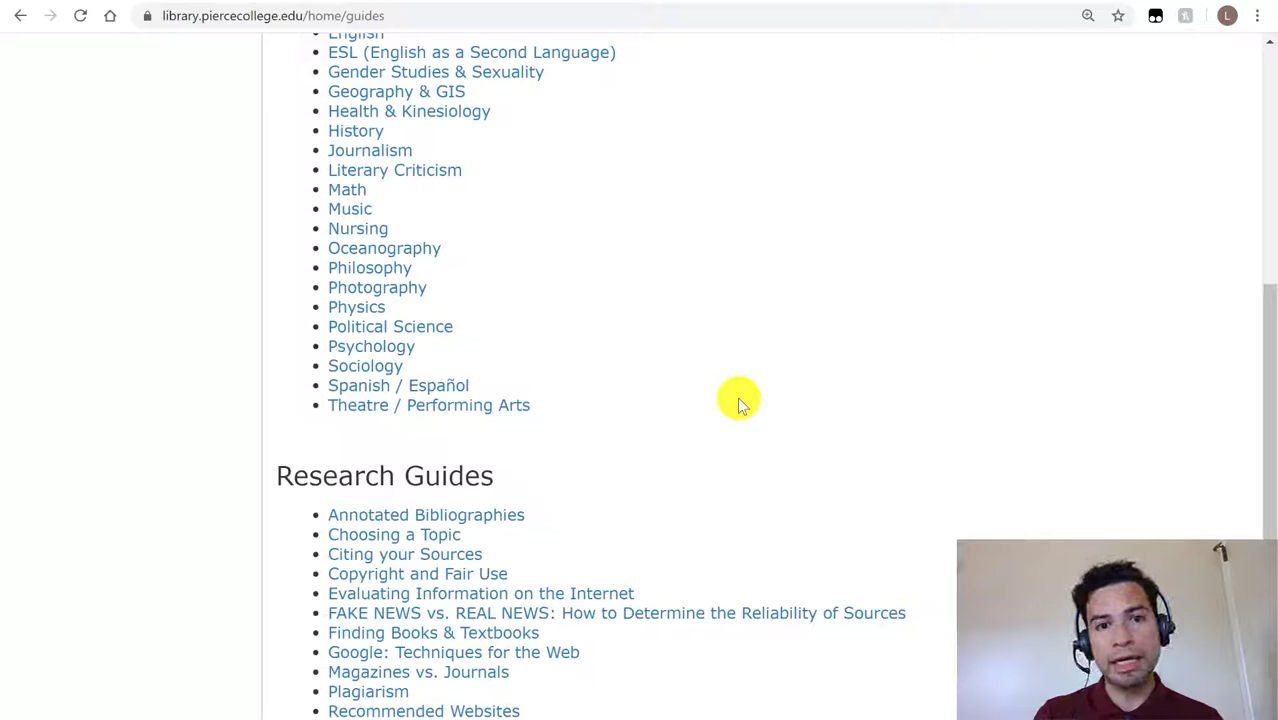 library.piercecollege.edu/home/guides
L
English
ESL (English as a Second Language)
Gender Studies & Sexuality
Geography & GIS
Health & Kinesiology
History
Journalism
Literary Criticism
Math
Music
Nursing
Oceanography
Philosophy
Photography
Physics
Political Science
Psychology
Sociology
Spanish / Español
Theatre / Performing Arts
Research Guides
Annotated Bibliographies
Choosing a Topic
Citing your Sources
Copyright and Fair Use
Evaluating Information on the Internet
FAKE NEWS vs. REAL NEWS: How to Determine the Reliability of Sources
Finding Books & Textbooks
Google: Techniques for the Web
Magazines vs. Journals
Plagiarism
Recommended Websites